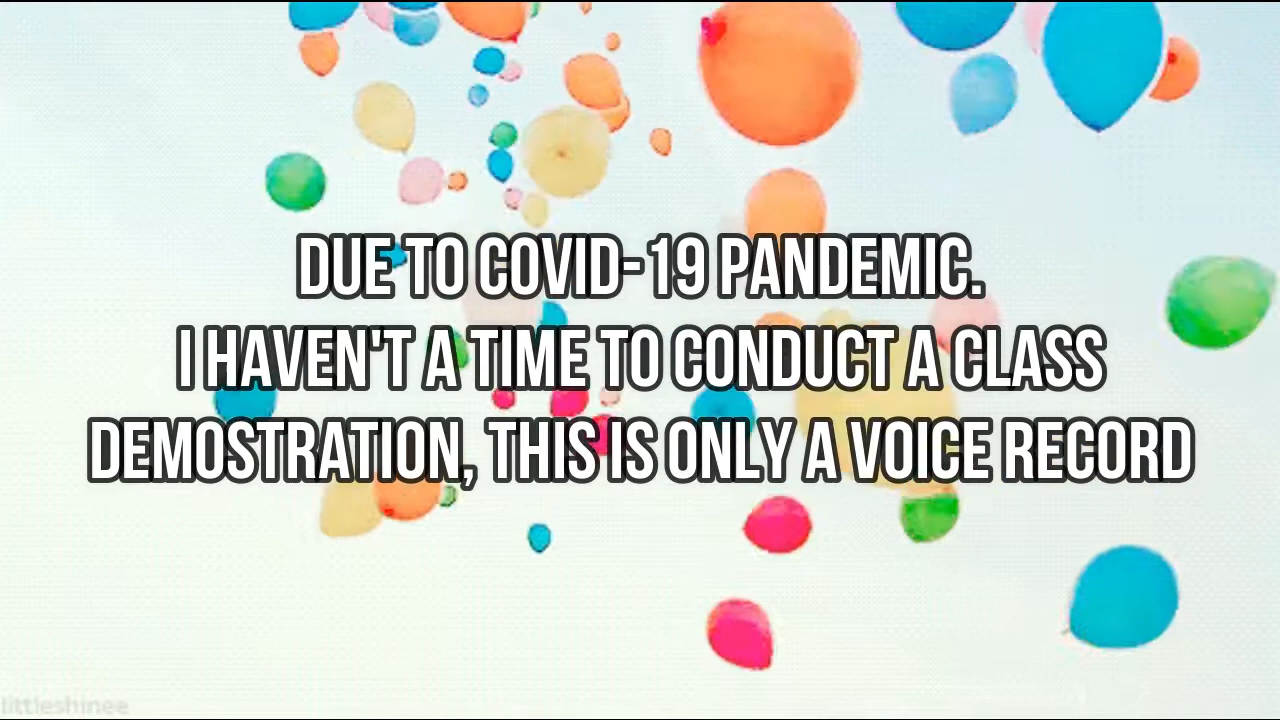 DUE TO COVID-19 PANDEMIC.
I HAVEN'T A TIME TO CONDUCT A CLASS
DEMOSTRATION, THIS IS ONLY A VOICE RECORD
littleshinee